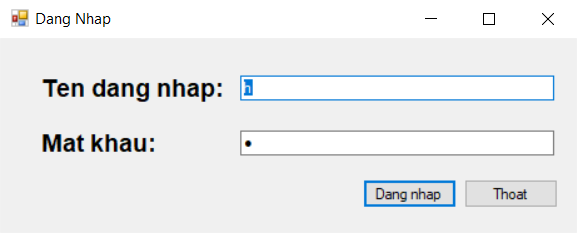 Dang Nhap
Ten dang nhap: h
Mat khau: •
Dang nhap Thoat